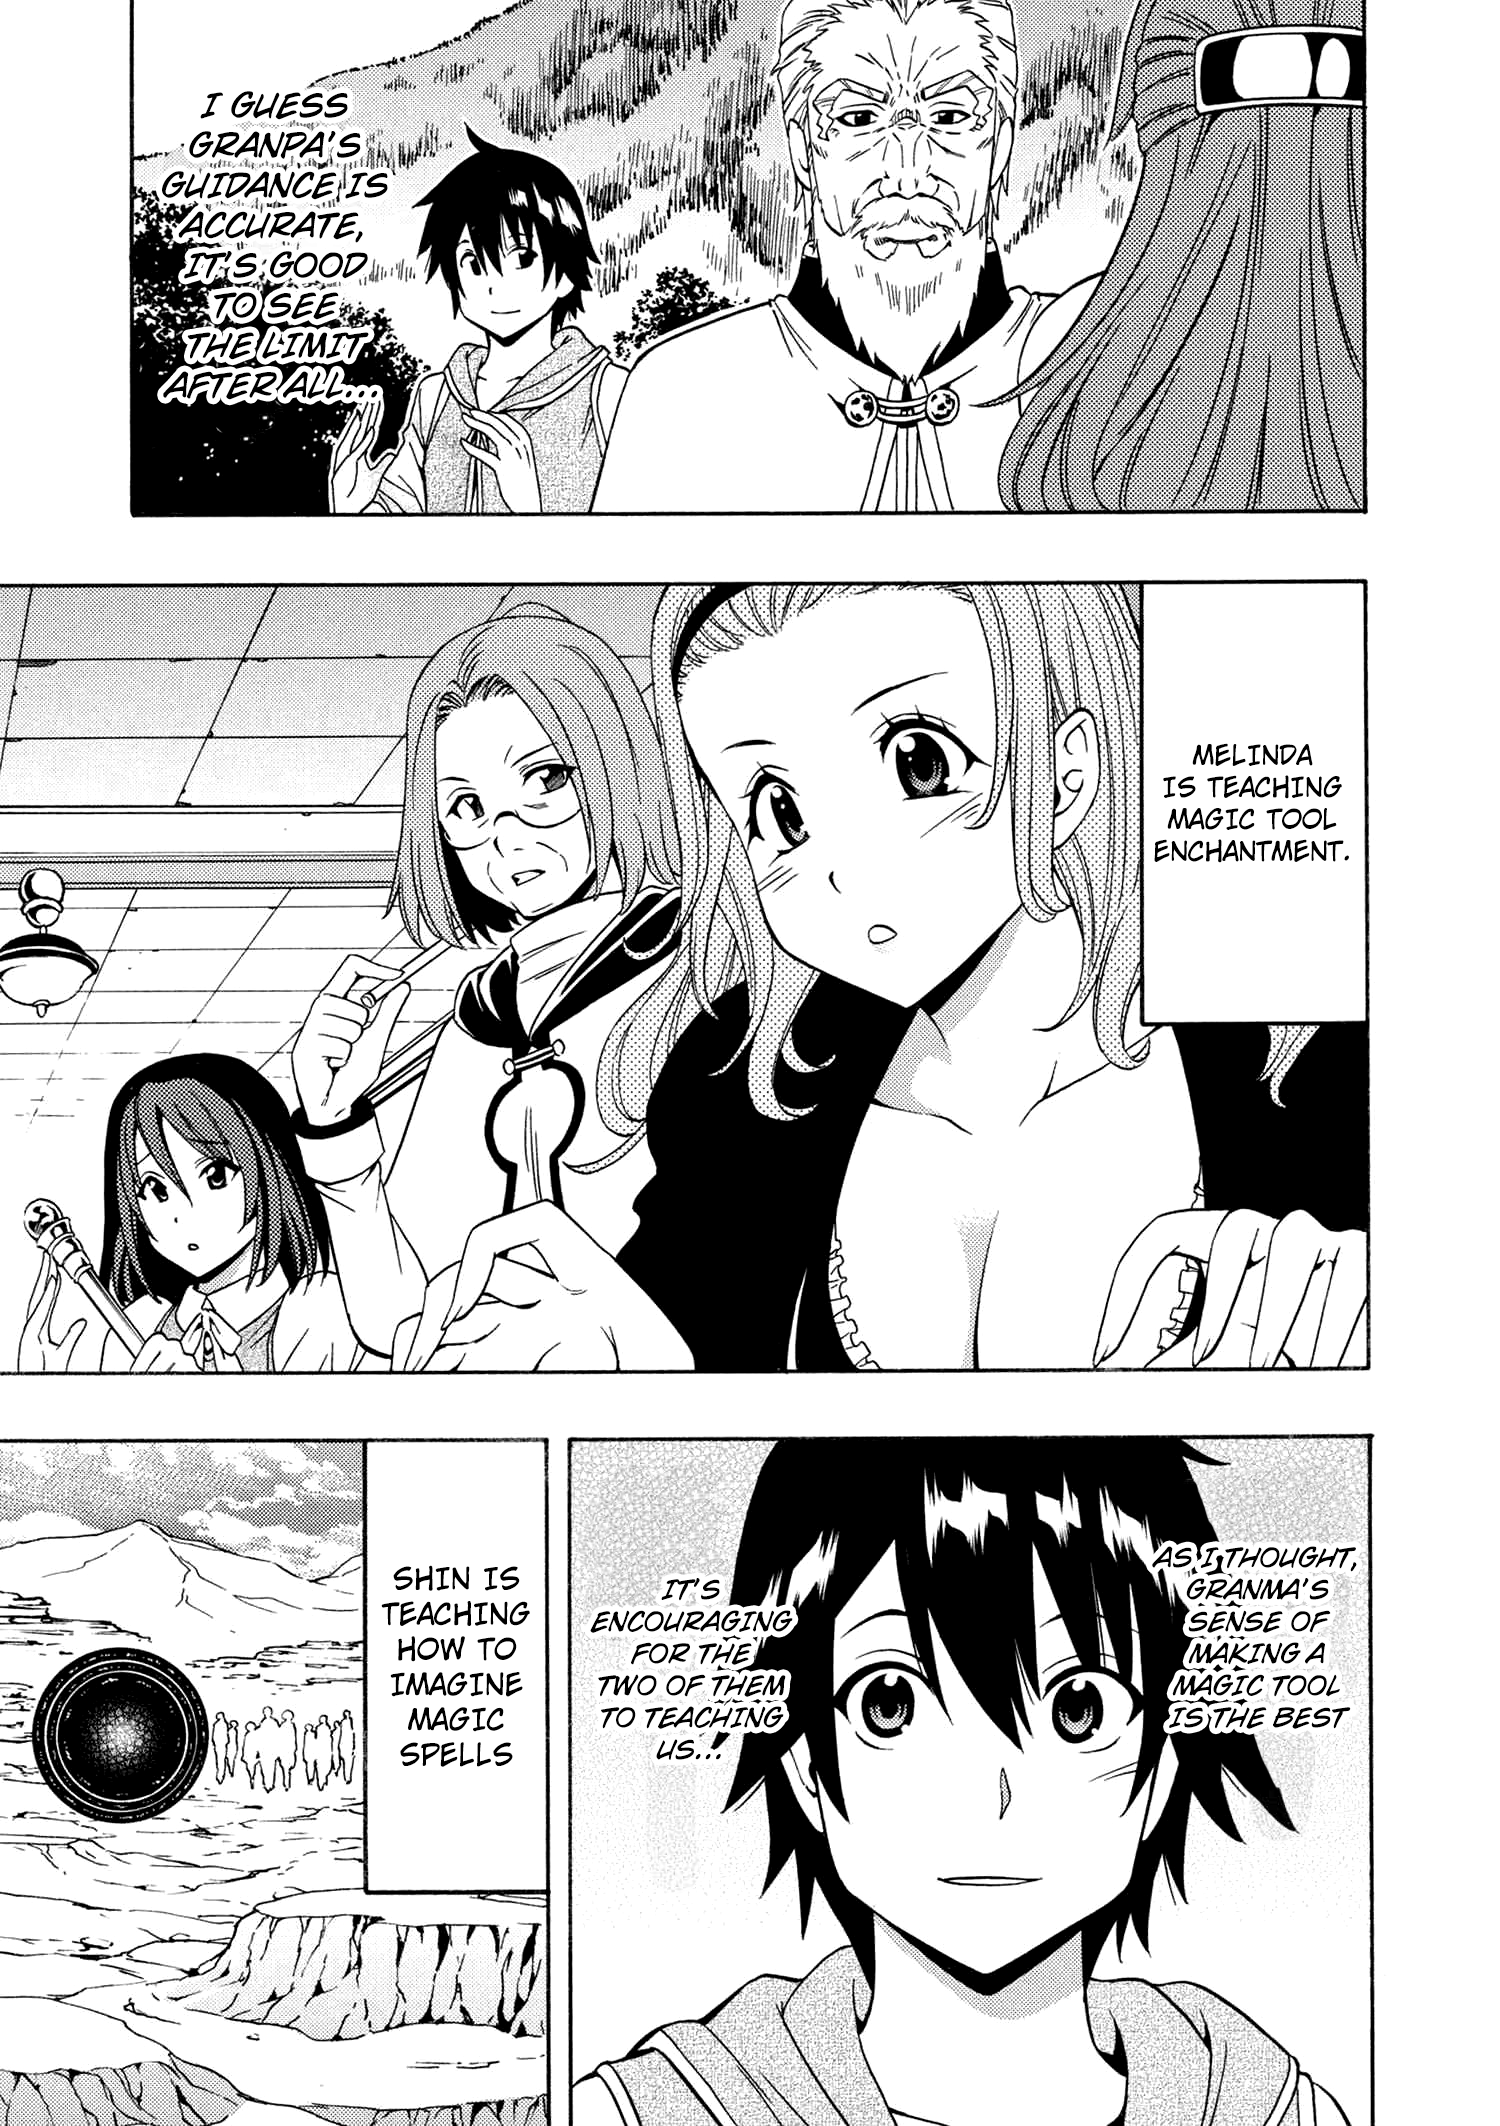 I GUESS
GRANPA'S
GUIDANCE IS
ACCURATE,
IT'S GOOD
TO SEE
THE LIMIT
AFTER ALL...
MELINDA
IS TEACHING
MAGIC TOOL
ENCHANTMENT.
AS I THOUGHT,
GRANMA'S
SENSE OF
MAKING A
MAGIC TOOL
IS THE BEST
IT'S
ENCOURAGING
FOR THE
TWO OF THEM
TO TEACHING
US...
SHIN IS
TEACHING
HOW TO
IMAGINE
MAGIC
SPELLS